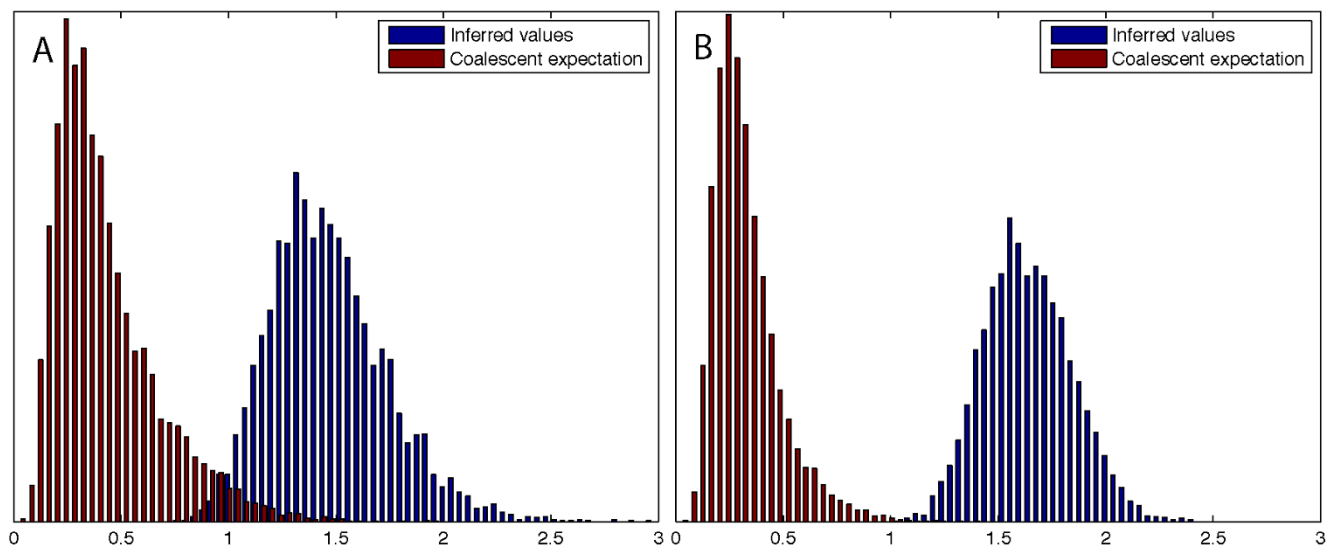 A
Inferred values
Coalescent expectation
0 0.5 1 1.5 2 2.5 3
B
Inferred values
Coalescent expectation
0 0.5 1 1.5 2 2.5 3